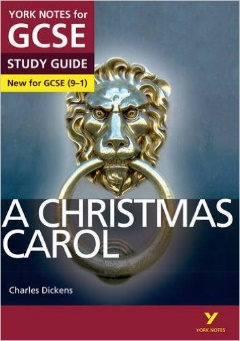 YORK NOTES for
GCSE
STUDY GUIDE
New for GCSE (9-1)
A CHRISTMAS
CAROL
Charles Dickens
YORK NOTES